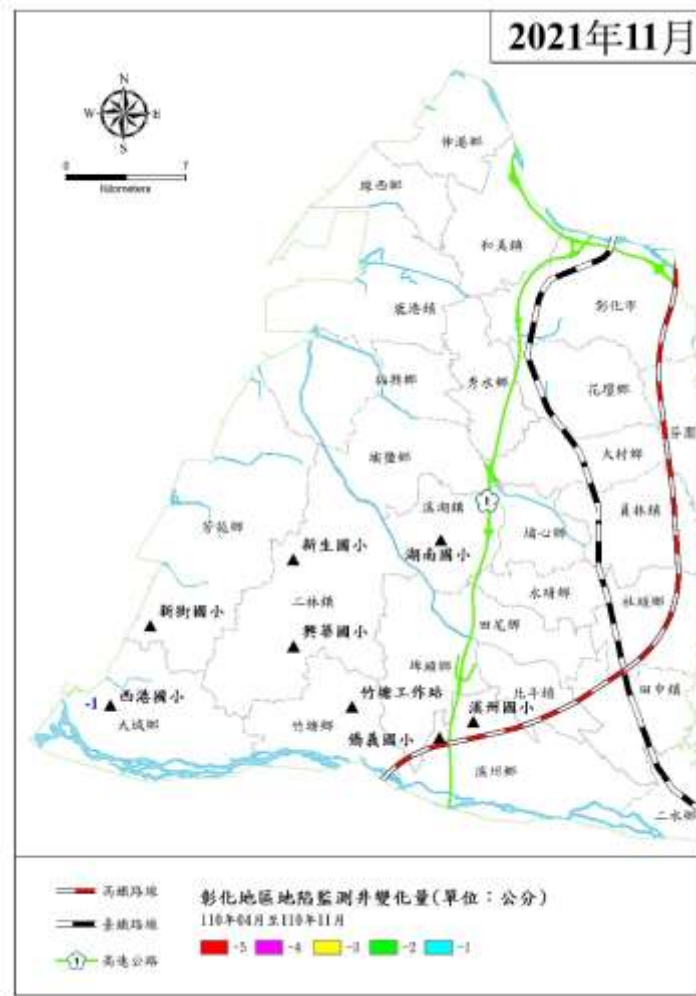 2021年11月
N
W E
S
0 7
Kilometers
伸港鄉
線西鄉
和美鎮
彰化市
鹿港鎮
福興鄉
秀水鄉
花壇鄉
芬園
大村鄉
埔鹽鄉
溪湖鎮
員林鎮
芳苑鄉
埔心鄉
新生國小
湖南國小
永靖鄉
社頭鄉
二林鎮
新街國小
田尾鄉
興華國小
埤頭鄉
竹塘工作站
北斗鎮
田中鎮
-1
西港國小
大城鄉
溪州國小
竹塘鄉
僑義國小
溪州鄉
二水鄉
1
高鐵路線
臺鐵路線
1 高速公路
彰化地區地陷監測井變化量(單位：公分)
110年04月至110年11月
-5 -4 -3 -2 -1